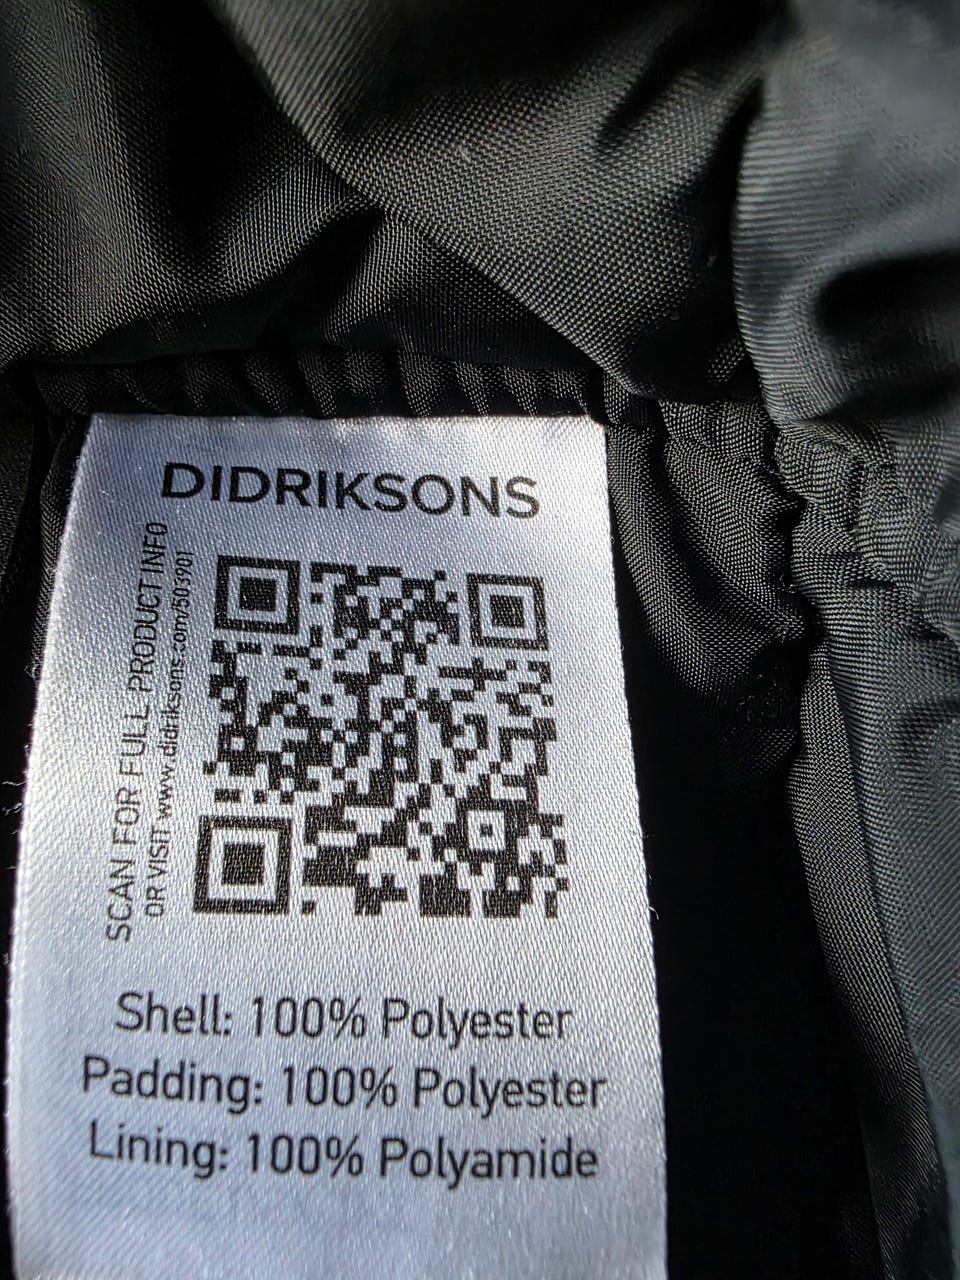 DIDRIKSONS
SCAN FOR FULL PRODUCT INFO
OR VISIT www.didriksons.com/503901
Shell: 100% Polyester
Padding: 100% Polyester
Lining: 100% Polyamide